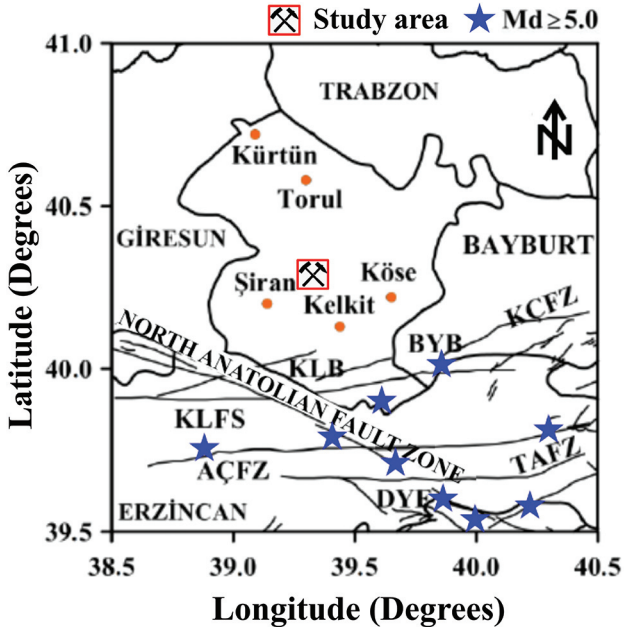 Study area Md ≥ 5.0
41.0
40.5
40.0
39.5
38.5 39.0 39.5 40.0 40.5
Latitude (Degrees)
Longitude (Degrees)
TRABZON
N
Kürtün
Torul
GİRESUN
BAYBURT
Şiran
Köse
Kelkit
KCFZ
BYB
KLB
NORTH ANATOLIAN FAULT ZONE
KLFS
AÇFZ
TAFZ
ERZİNCAN